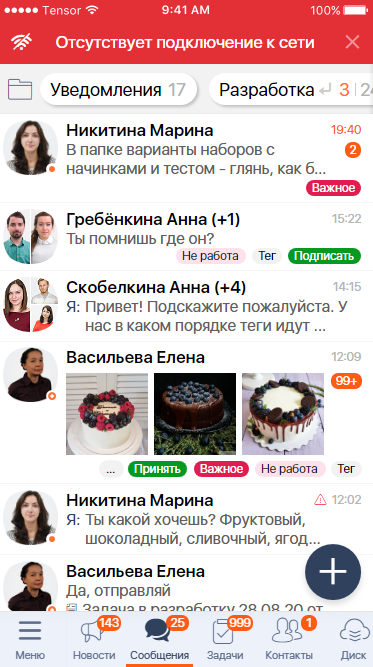 Tensor 9:41 AM 100%
Отсутствует подключение к сети
Уведомления 17 Разработка 3 24
Никитина Марина 19:40
В папке варианты наборов с 2
начинками и тестом - глянь, как б...
Важное
Гребёнкина Анна (+1) 15:22
Ты помнишь где он?
Не работа Тег Подписать
Скобелкина Анна (+4) 14:15
Я: Привет! Подскажите пожалуйста. У
нас в каком порядке теги идут ...
Васильева Елена 12:09
99+
... Принять Важное Не работа Тег
Никитина Марина 12:02
Я: Ты какой хочешь? Фруктовый,
шоколадный, сливочный, ягод...
Васильева Елена
Да, отправляй
Задача в разработку 28.08.20 от
143 25 999 1
Меню Новости Сообщения Задачи Контакты Диск